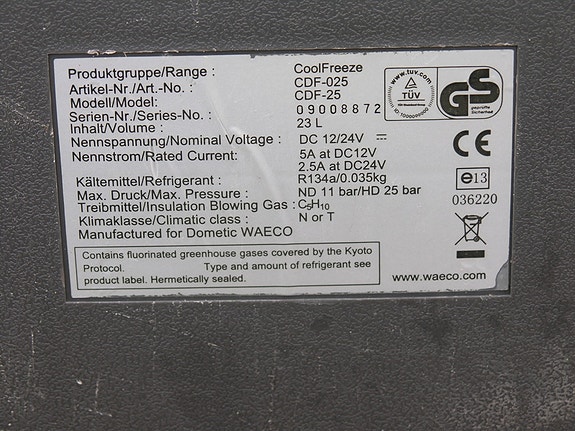 Produktgruppe/Range : CoolFreeze
Artikel-Nr./Art.-No. : CDF-025
Modell/Model: CDF-25
Serien-Nr./Series-No. : 09008872
Inhalt/Volume : 23 L
Nennspannung/Nominal Voltage : DC 12/24V
Nennstrom/Rated Current: 5A at DC12V
2.5A at DC24V
Kältemittel/Refrigerant : R134a/0.035kg
Max. Druck/Max. Pressure : ND 11 bar/HD 25 bar
Treibmittel/Insulation Blowing Gas : C5H10
Klimaklasse/Climatic class : N or T
Manufactured for Dometic WAECO
Contains fluorinated greenhouse gases covered by the Kyoto
Protocol. Type and amount of refrigerant see
product label. Hermetically sealed.
www.tuv.com
TÜV
ID:1000000000
GS
geprüfte
Sicherheit
CE
e13
036220
www.waeco.com